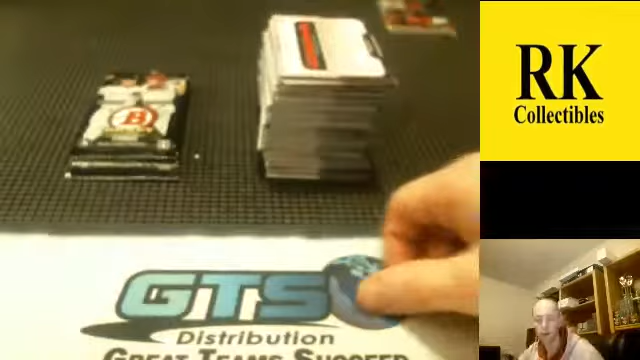 RK
Collectibles
B
GTS
Distribution
GREAT TEAMS SUCCEED